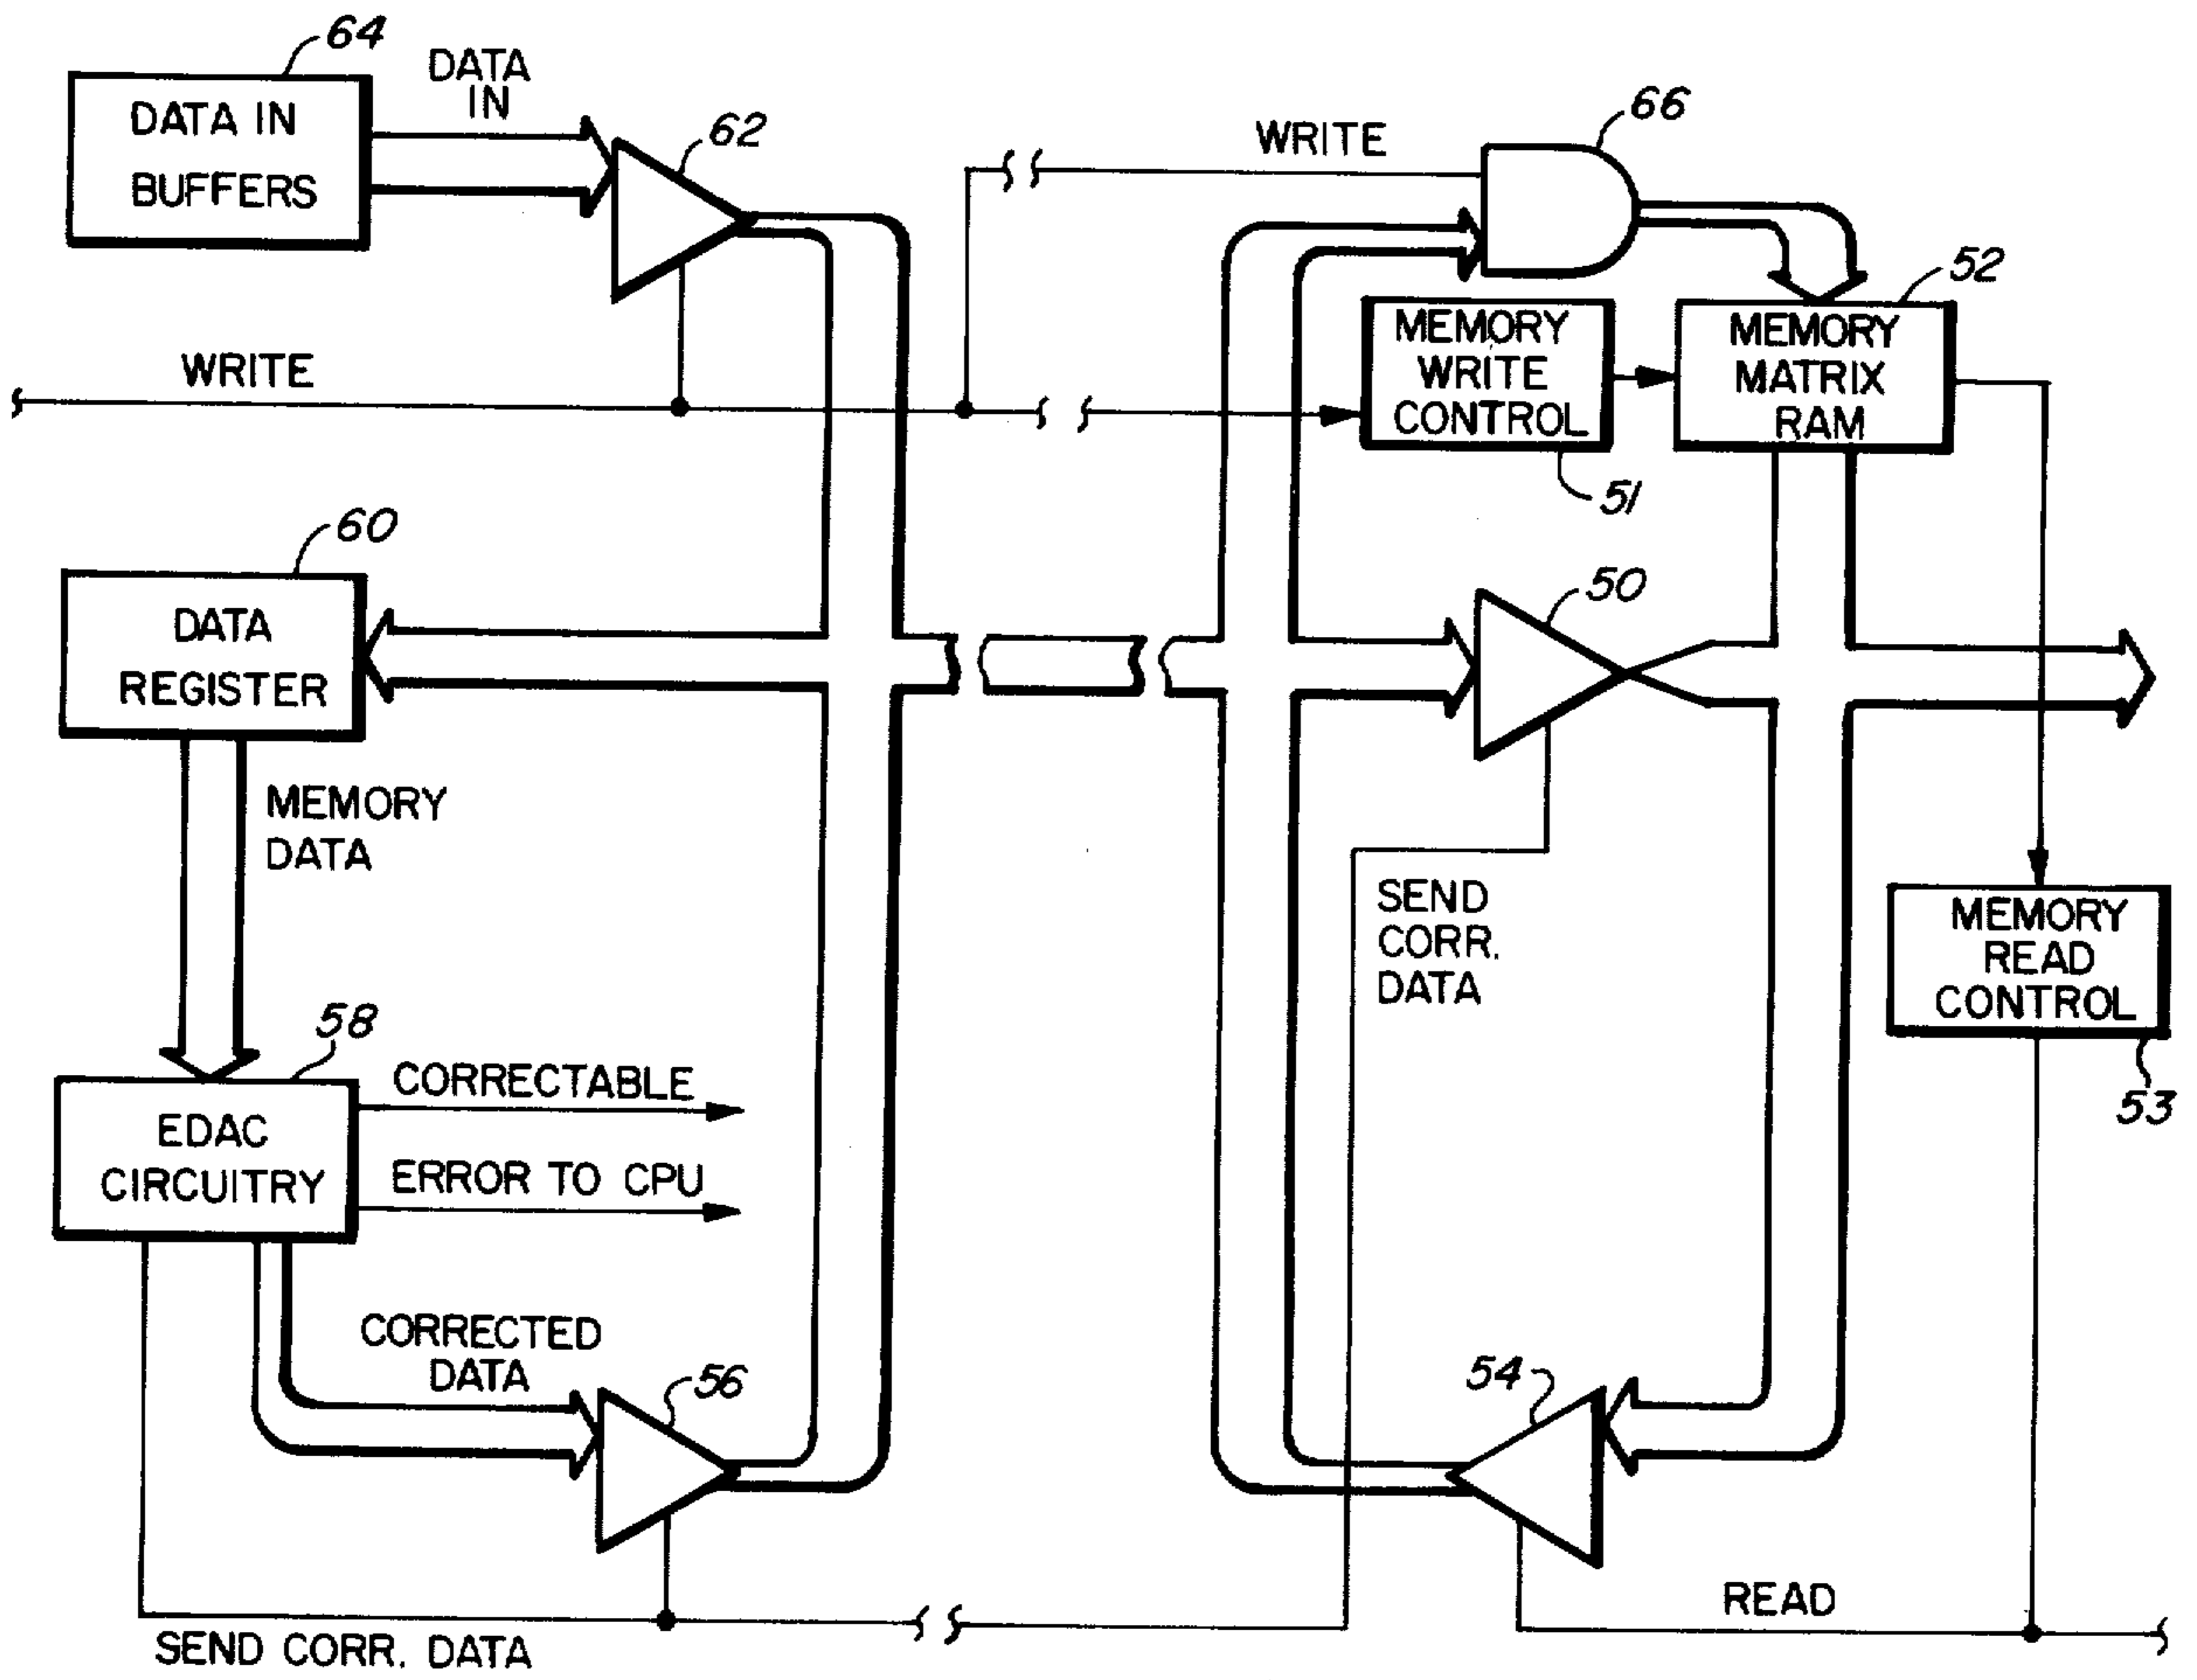 64
DATA IN
BUFFERS
DATA
IN
62
WRITE
66
WRITE
MEMORY
WRITE
CONTROL
51
52
MEMORY
MATRIX
RAM
60
DATA
REGISTER
50
MEMORY
DATA
SEND
CORR.
DATA
MEMORY
READ
CONTROL
53
58
EDAC
CIRCUITRY
CORRECTABLE
ERROR TO CPU
CORRECTED
DATA
56
54
READ
SEND CORR. DATA